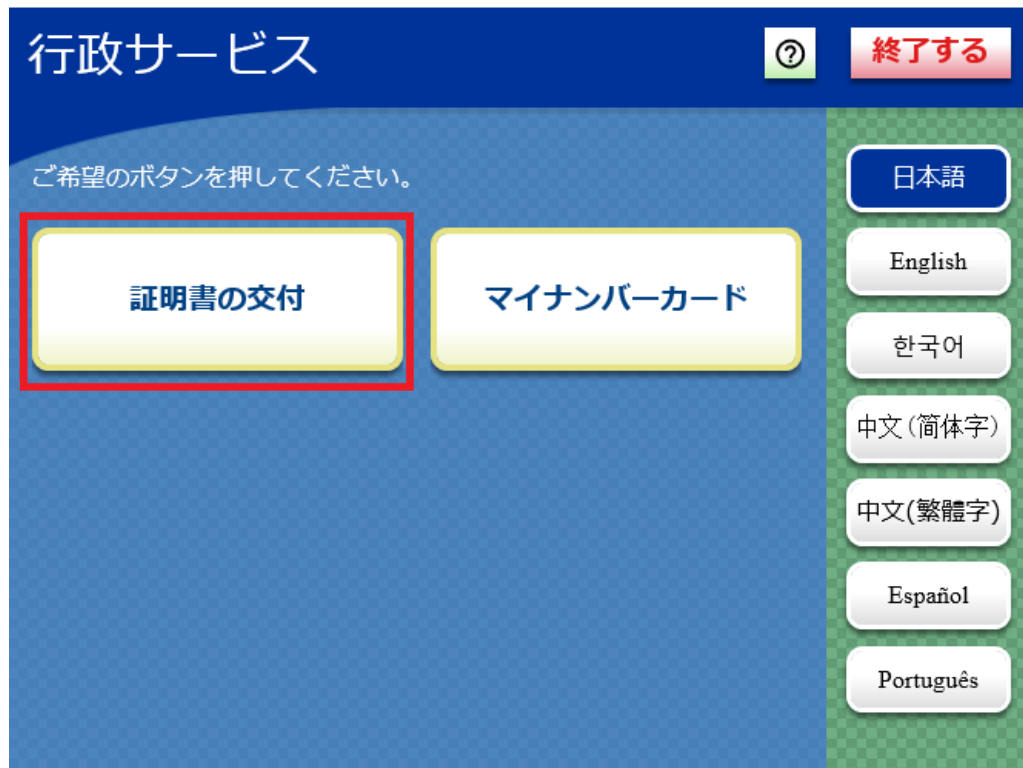 行政サービス
終了する
ご希望のボタンを押してください。
証明書の交付
マイナンバーカード
日本語
English
한국어
中文(简体字)
中文(繁體字)
Español
Português